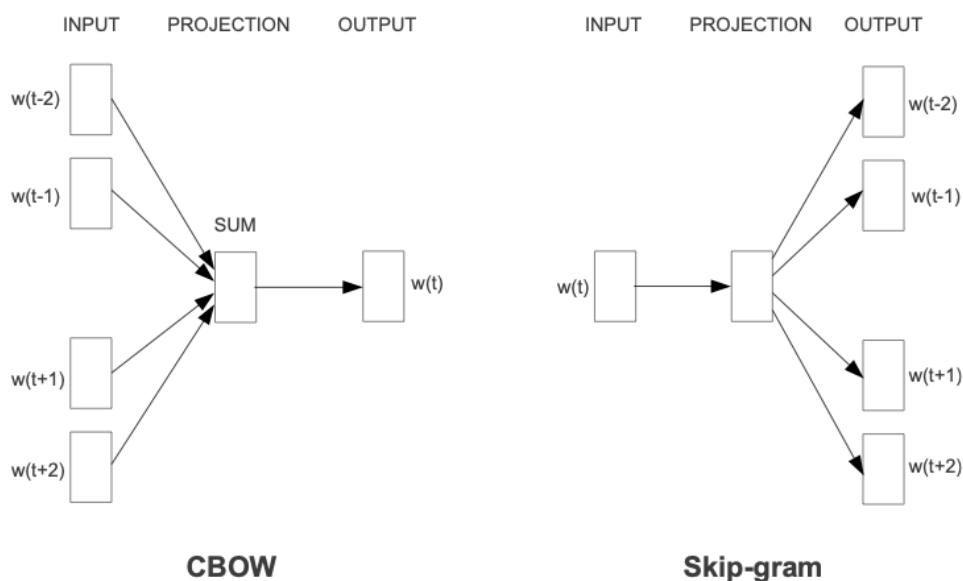 INPUT PROJECTION OUTPUT
w(t-2)
w(t-1)
SUM
w(t)
w(t+1)
w(t+2)
CBOW
INPUT PROJECTION OUTPUT
w(t-2)
w(t-1)
w(t)
w(t+1)
w(t+2)
Skip-gram